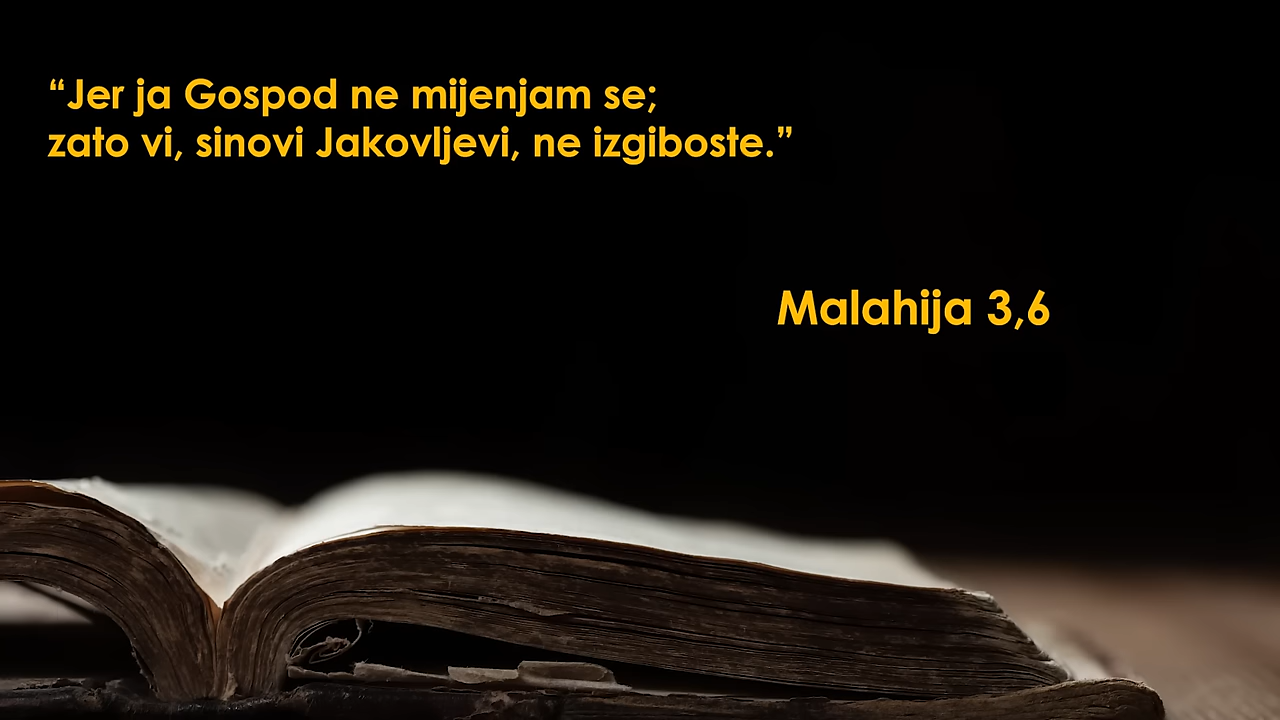 “Jer ja Gospod ne mijenjam se;
zato vi, sinovi Jakovljevi, ne izgiboste.”
Malahija 3,6